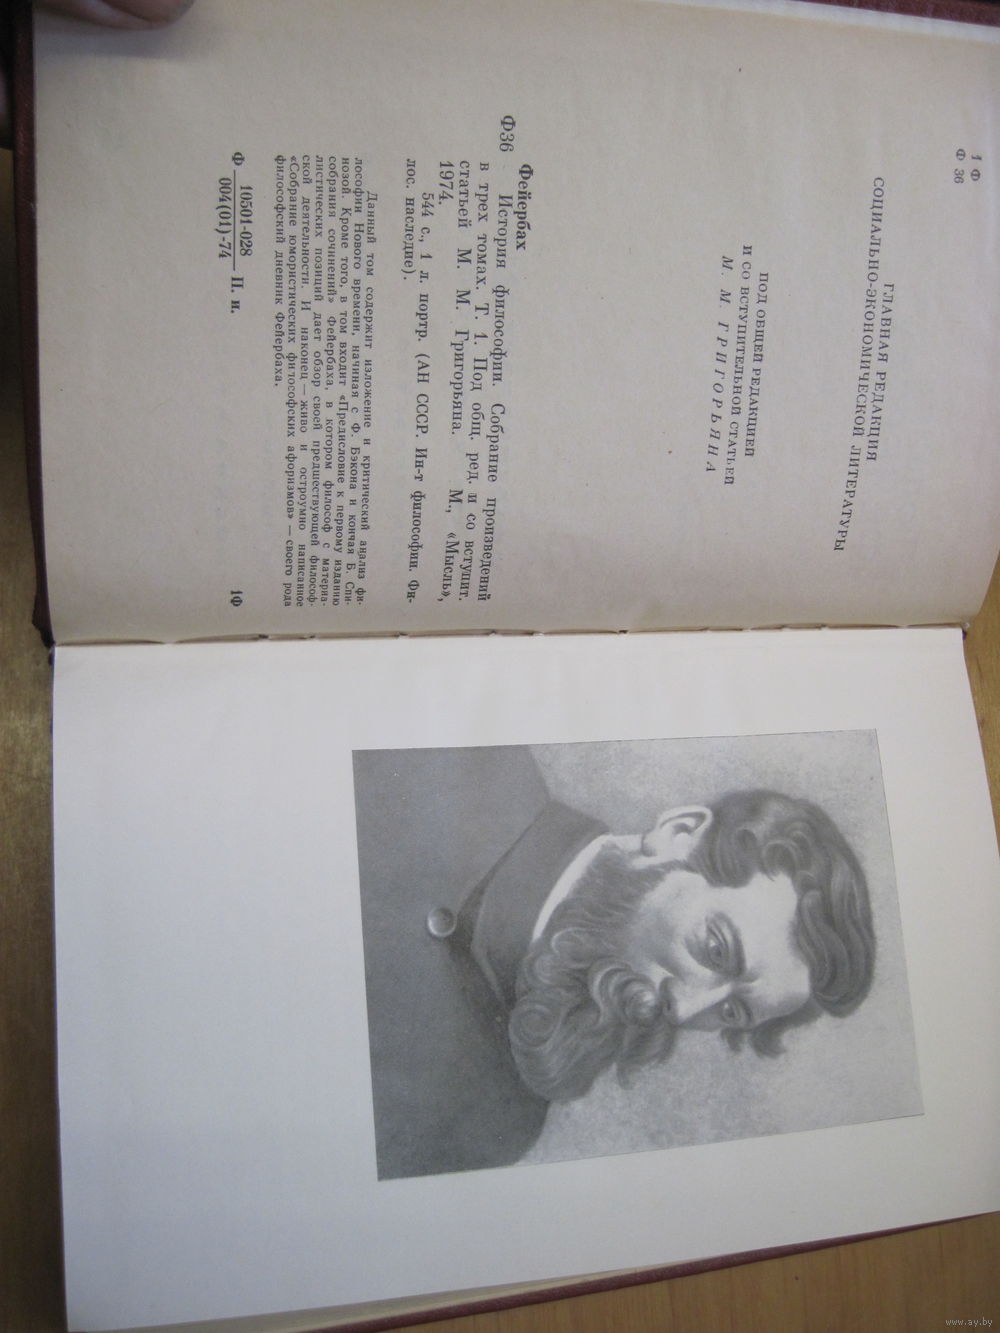 1 Ф
Ф 36
ГЛАВНАЯ РЕДАКЦИЯ
СОЦИАЛЬНО-ЭКОНОМИЧЕСКОЙ ЛИТЕРАТУРЫ
ПОД ОБЩЕЙ РЕДАКЦИЕЙ
И СО ВСТУПИТЕЛЬНОЙ СТАТЬЕЙ
М. М. ГРИГОРЬЯНА
Фейербах
Ф36 История философии. Собрание произведений
в трех томах. Т. 1. Под общ. ред. и со вступит.
статьей М. М. Григорьяна. М., «Мысль»,
1974.
544 с., 1 л. портр. (АН СССР. Ин-т философии. Фи-
лос. наследие).
Данный том содержит изложение и критический анализ фи-
лософии Нового времени, начиная с Ф. Бэкона и кончая Б. Спи-
нозой. Кроме того, в том входит «Предисловие к первому изданию
собрания сочинений» Фейербаха, в котором философ с материа-
листических позиций дает обзор своей предшествующей философ-
ской деятельности. И наконец — живо и остроумно написанное
«Собрание юмористических философских афоризмов» — своего рода
философский дневник Фейербаха.
Ф 10501-028
004(01)-74 П. и. 1Ф
www.ay.by